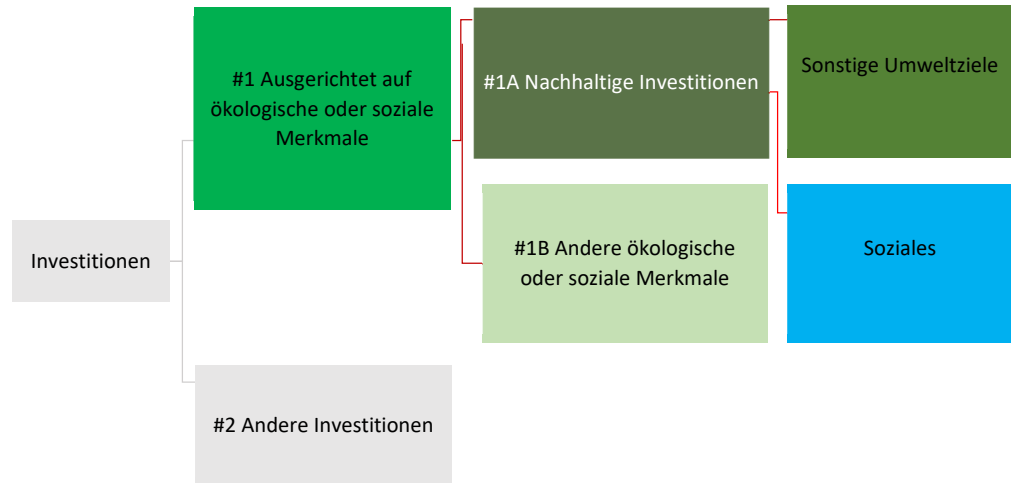 Investitionen
#1 Ausgerichtet auf
ökologische oder soziale
Merkmale
#2 Andere Investitionen
#1A Nachhaltige Investitionen
#1B Andere ökologische
oder soziale Merkmale
Sonstige Umweltziele
Soziales